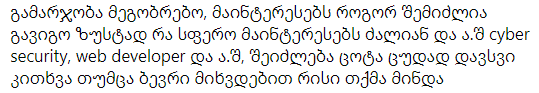 გამარჯობა მეგობრებო, მაინტერესებს როგორ შემიძლია
გავიგო ზუსტად რა სფერო მაინტერესებს ძალიან და ა.შ cyber
security, web developer და ა.შ, შეიძლება ცოტა ცუდად დავსვი
კითხვა თუმცა ბევრი მიხვდებით რისი თქმა მინდა